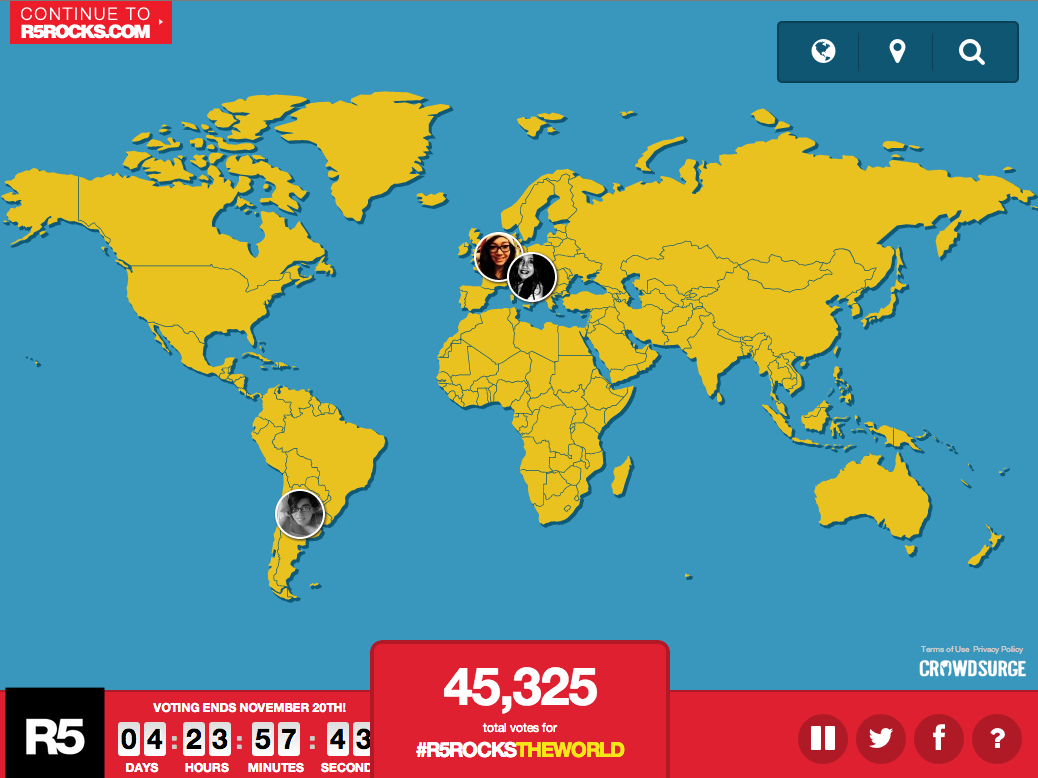 CONTINUE TO
R5ROCKS.COM
Terms of Use Privacy Policy
CROWDSURGE
45,325
total votes for
#R5ROCKSTHEWORLD
R5
VOTING ENDS NOVEMBER 20TH!
04:23:57:43
DAYS HOURS MINUTES SECOND
f ?